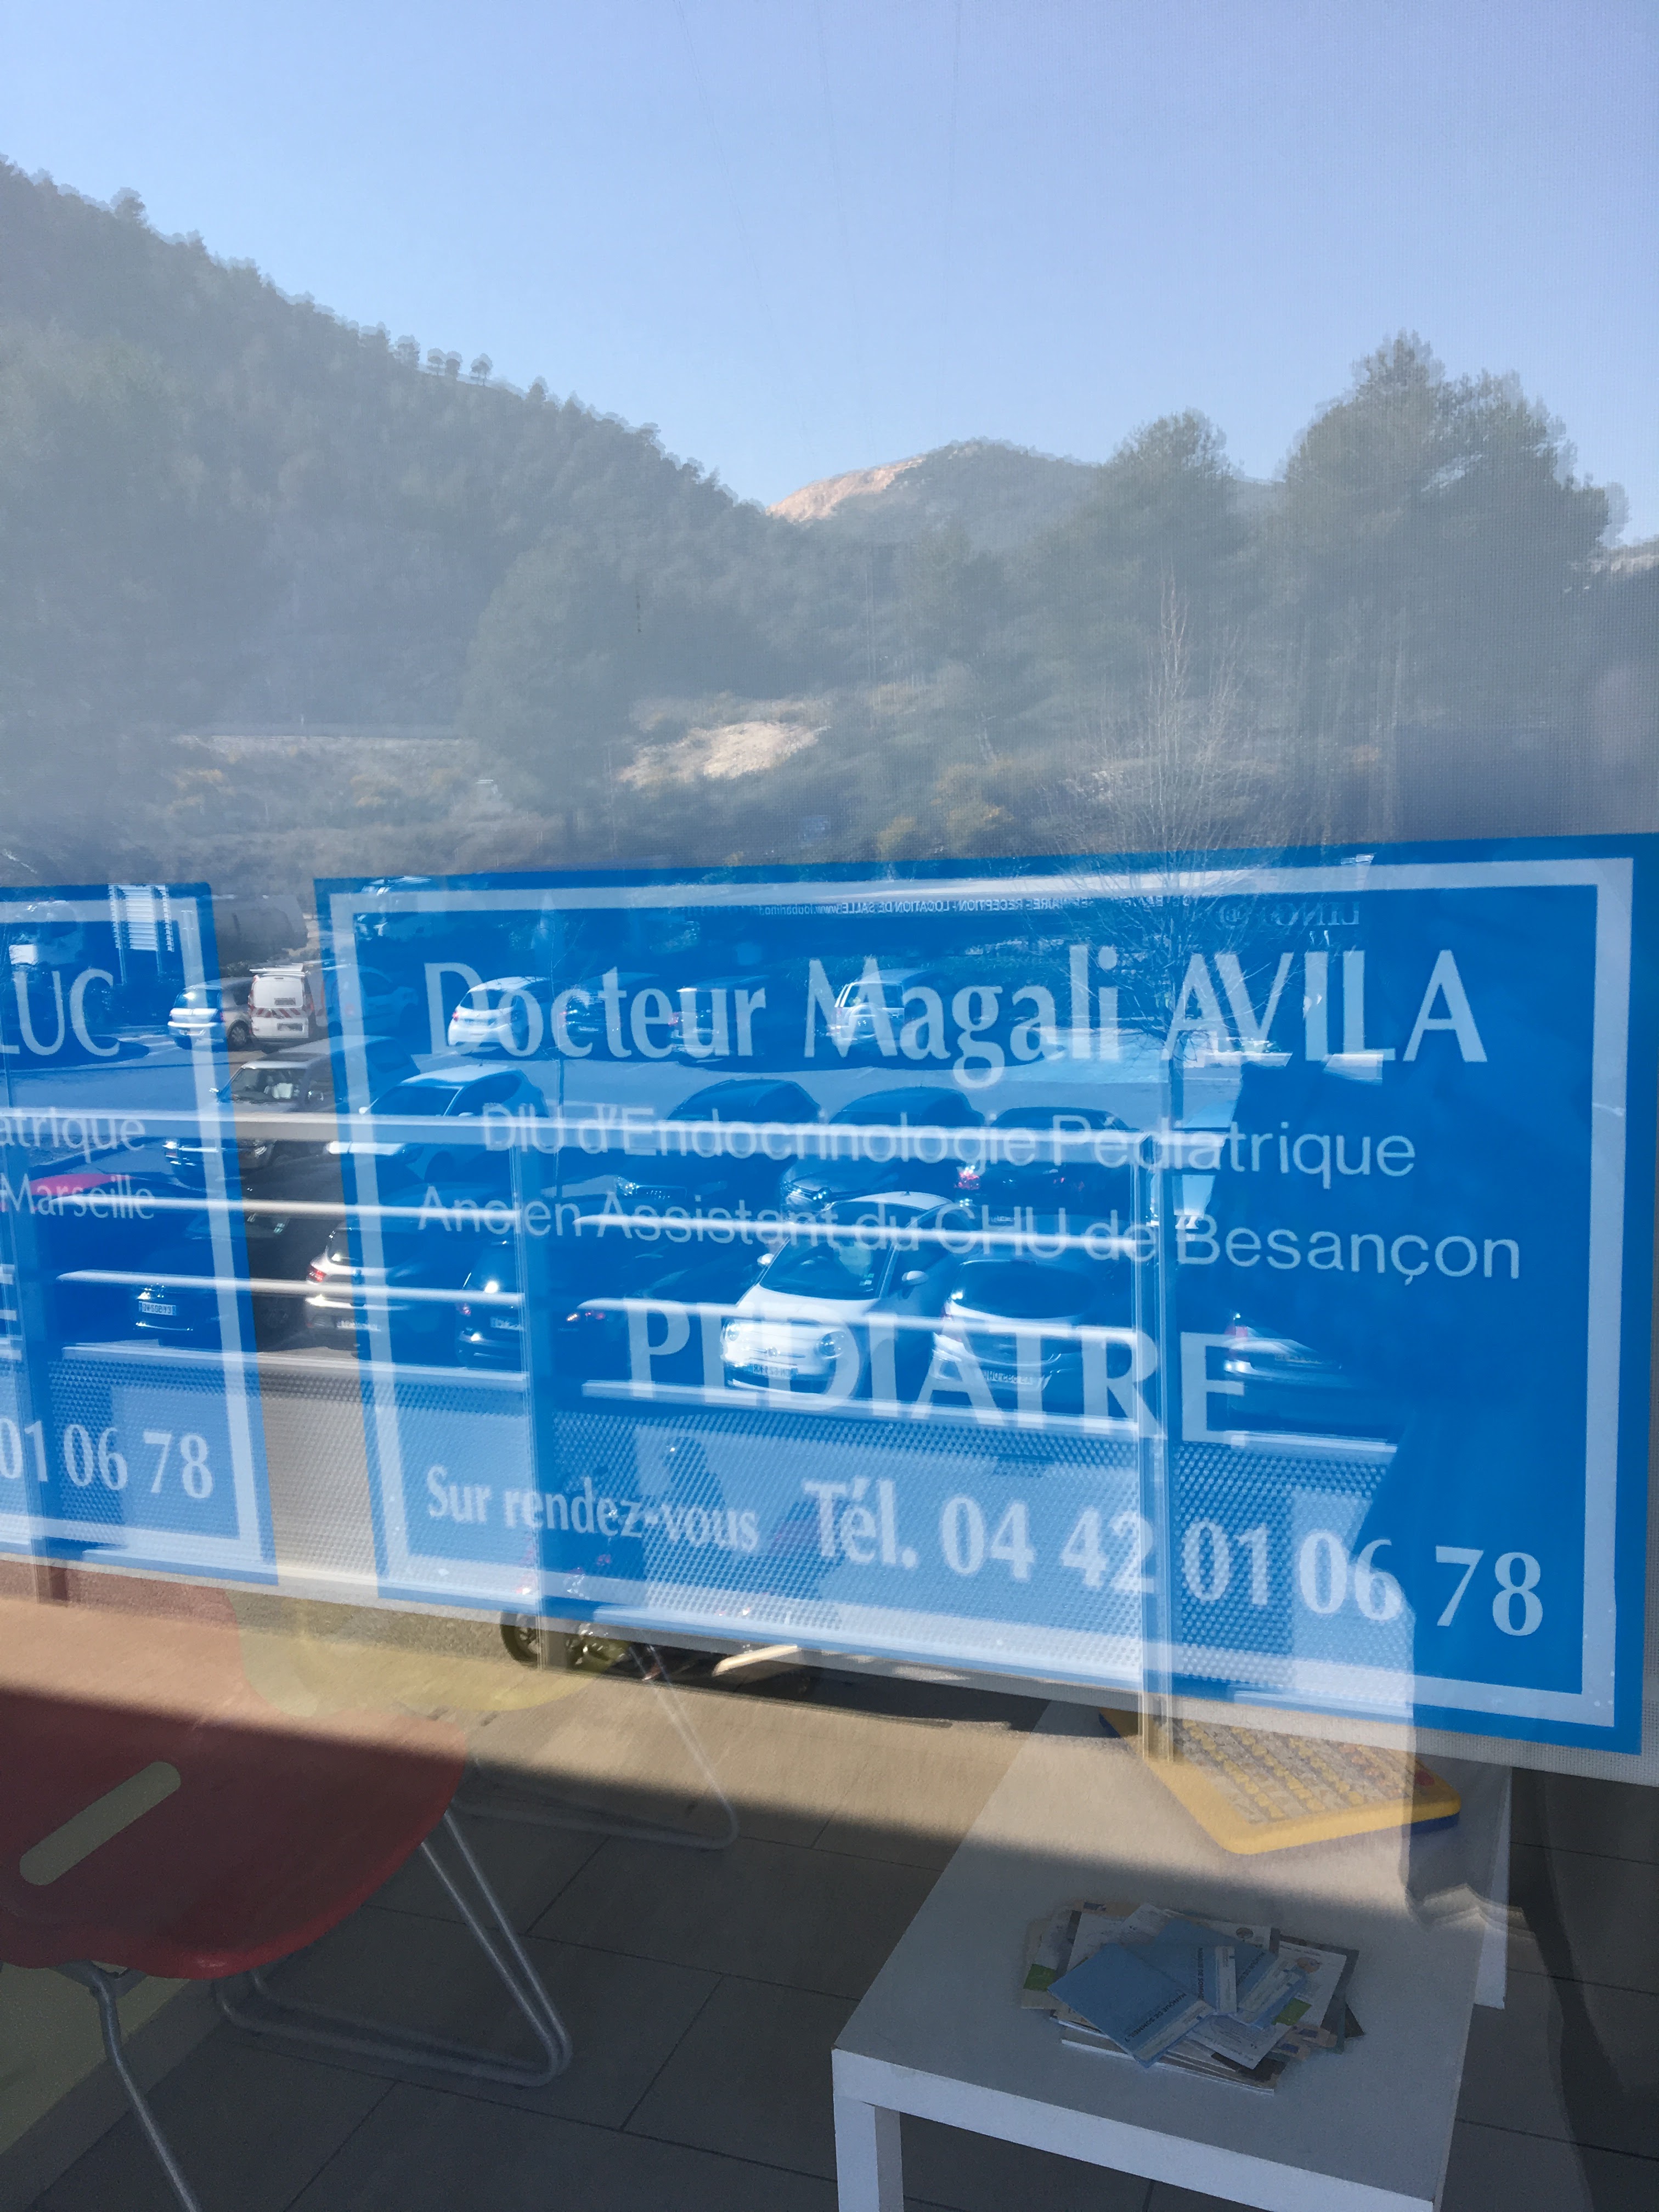 LUC
atrique
Marseille
01 06 78
Docteur Magali AVILA
DIU d'Endocrinologie Pédiatrique
Ancien Assistant du CHU de Besançon
PEDIATRE
Sur rendez-vous Tél. 04 42 01 06 78